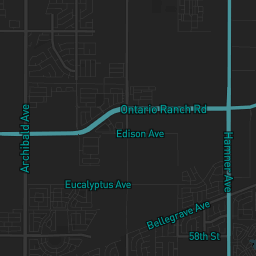 Ontario Ranch Rd
Edison Ave
Archibald Ave
Hamner Ave
Eucalyptus Ave
Bellegrave Ave
58th St